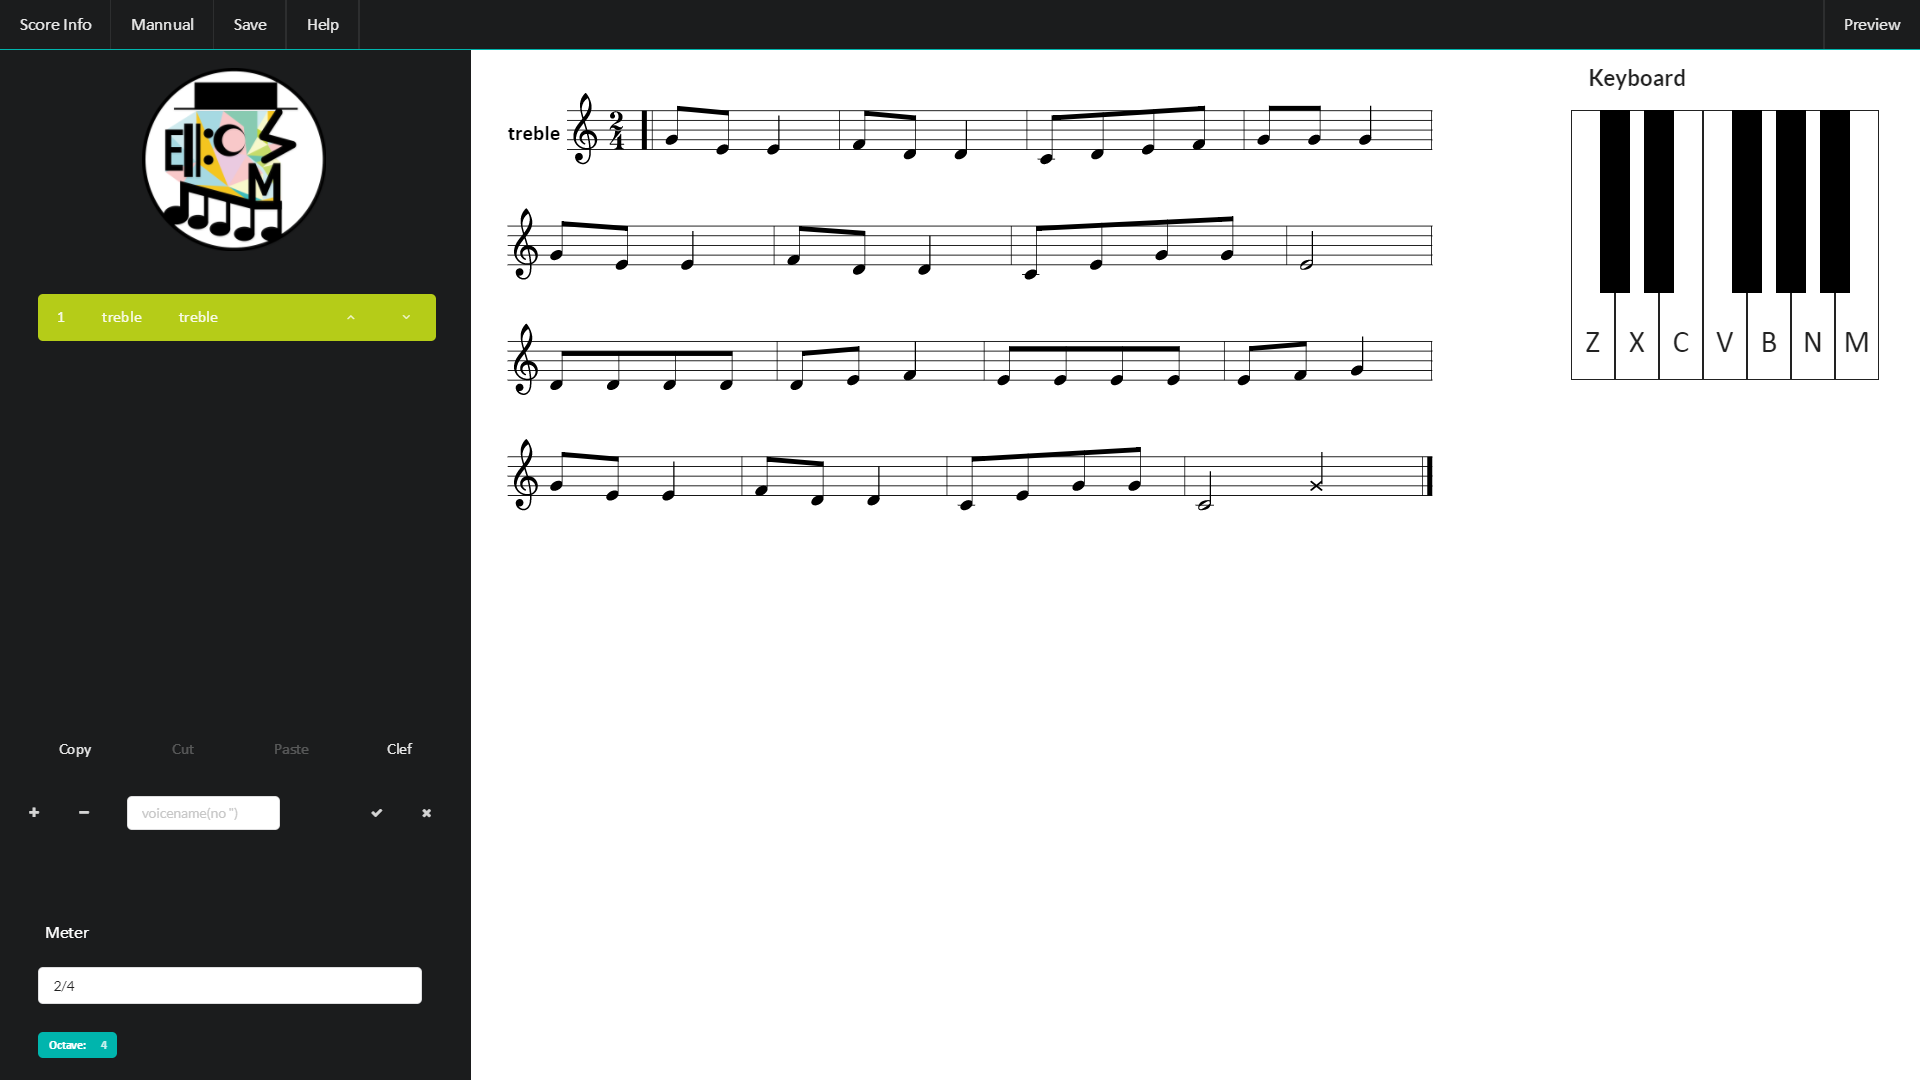 Score Info Mannual Save Help Preview
Keyboard
treble
2
4
Z X C V B N M
1 treble treble
Copy Cut Paste Clef
voicename(no ")
Meter
2/4
Octave: 4